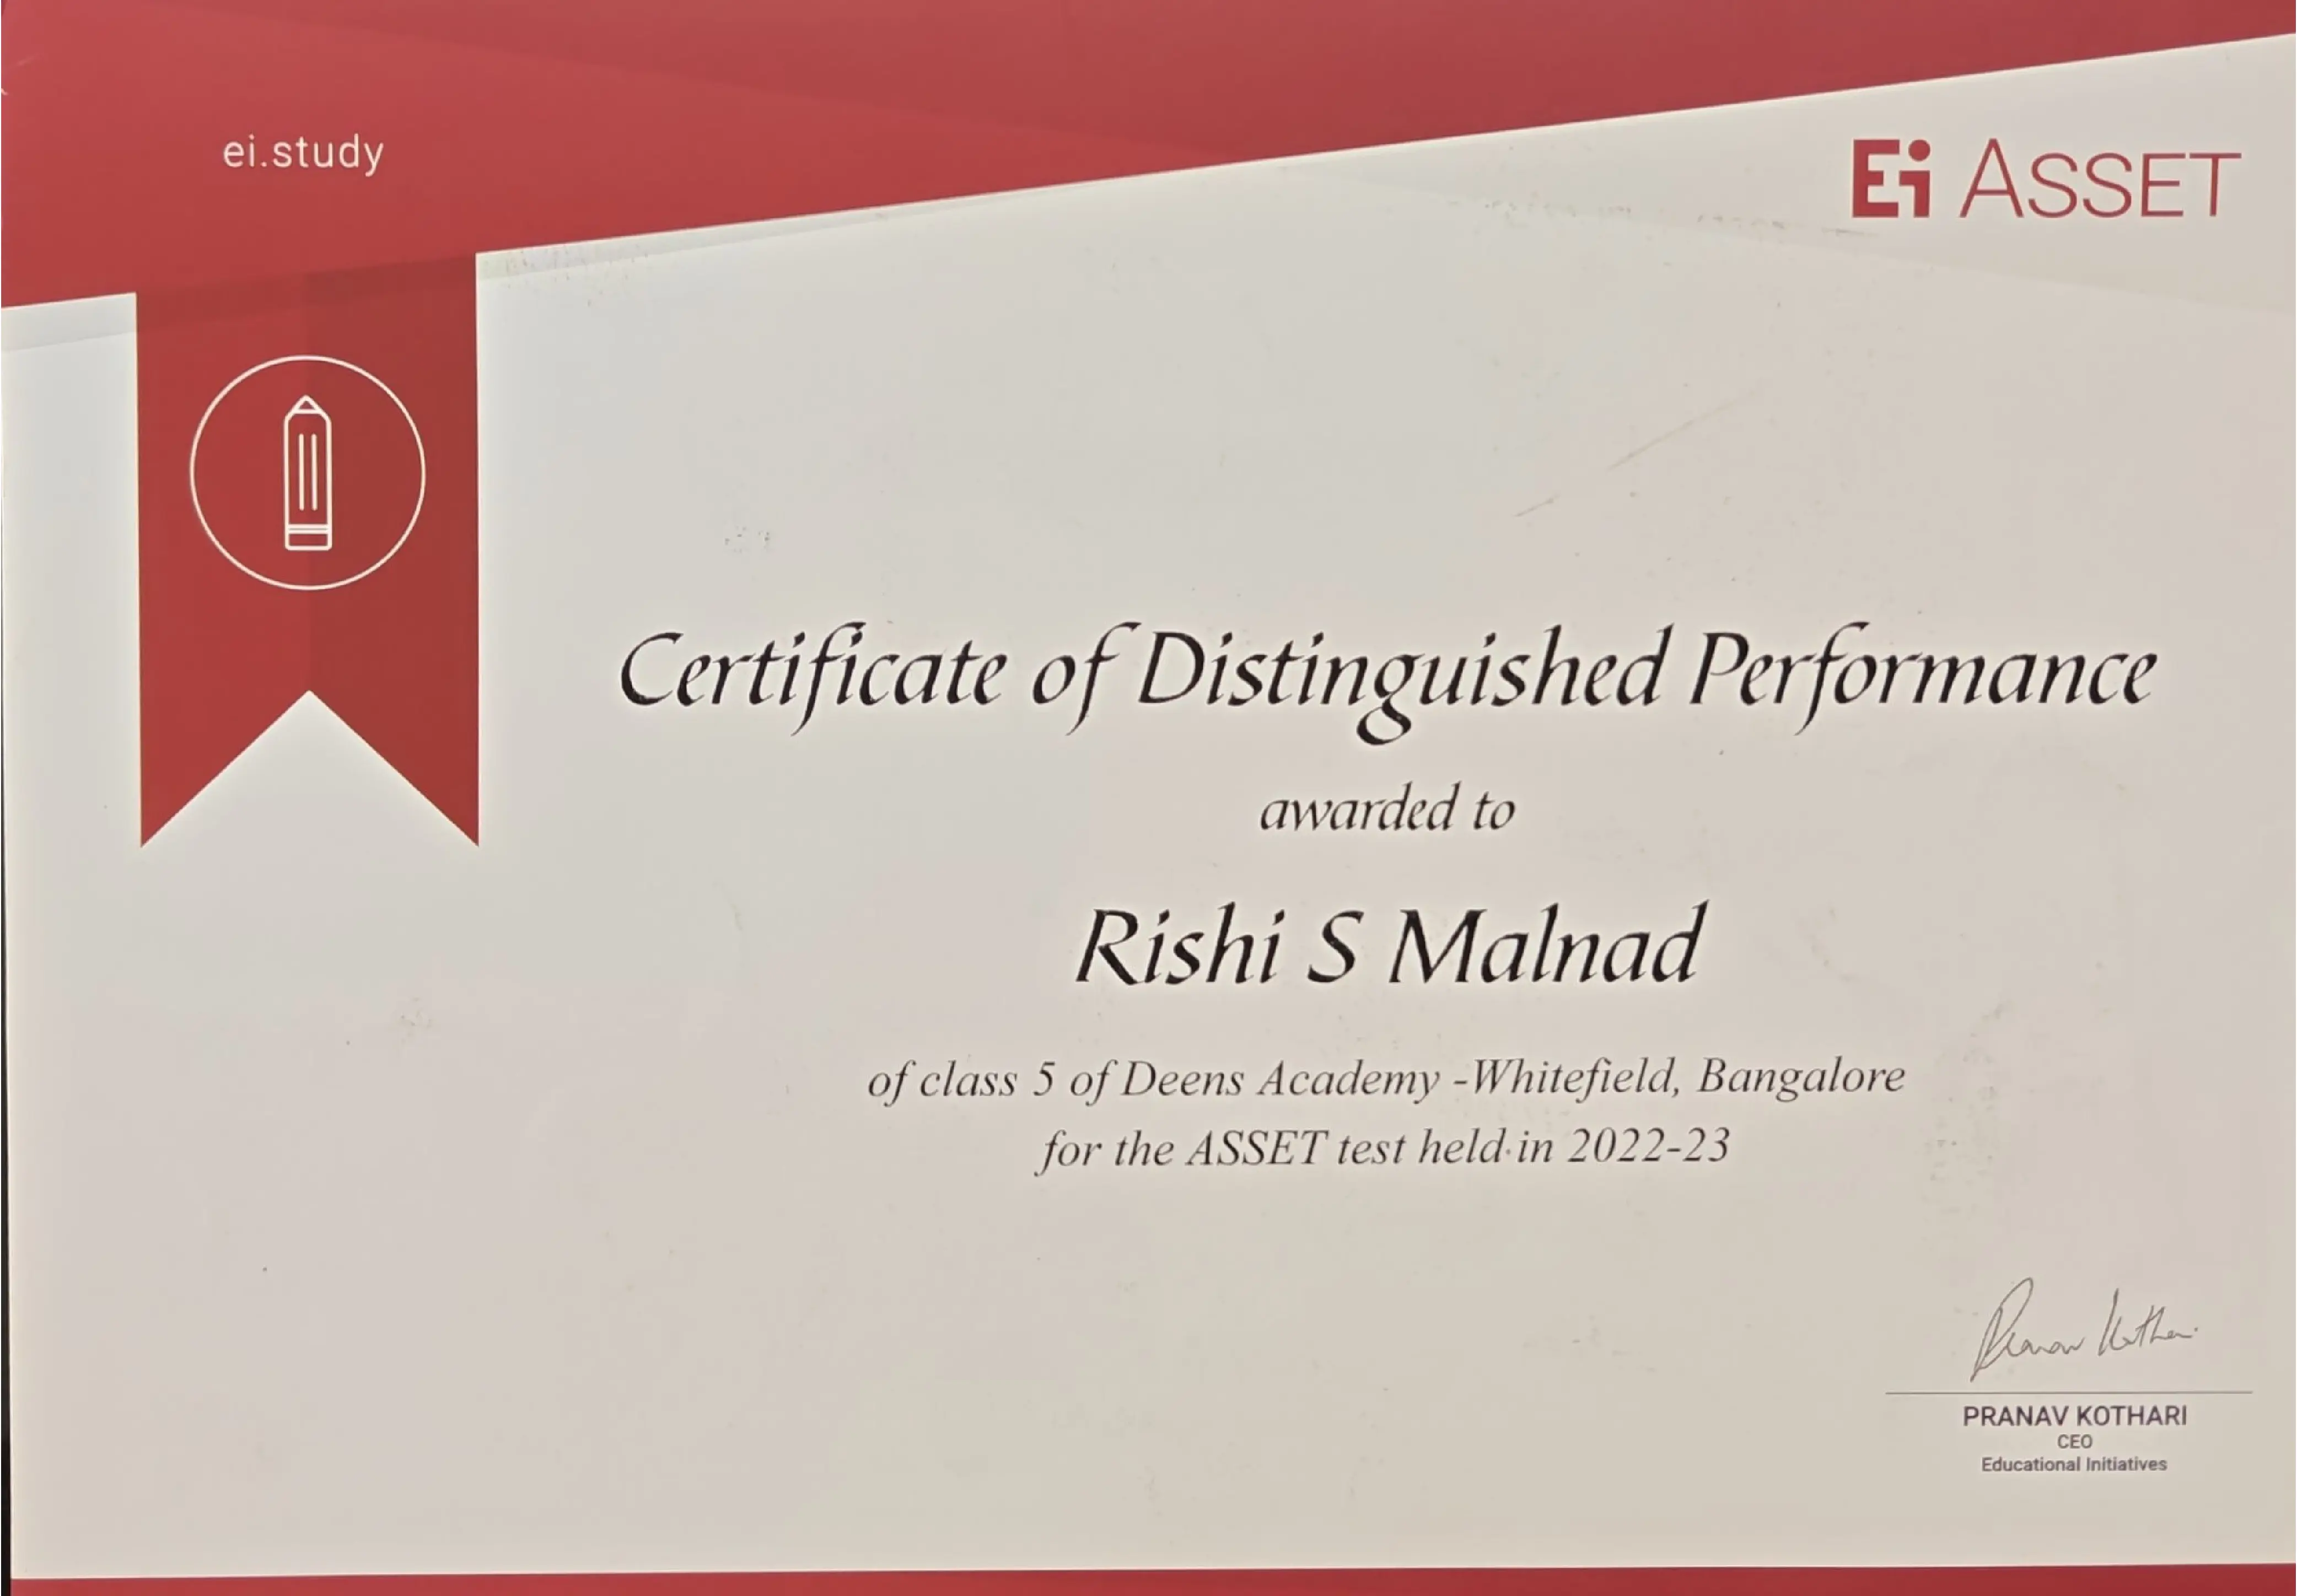 ei.study
Ei ASSET
Certificate of Distinguished Performance
awarded to
Rishi S Malnad
of class 5 of Deens Academy -Whitefield, Bangalore
for the ASSET test held in 2022-23
Pranav Kothari
PRANAV KOTHARI
CEO
Educational Initiatives